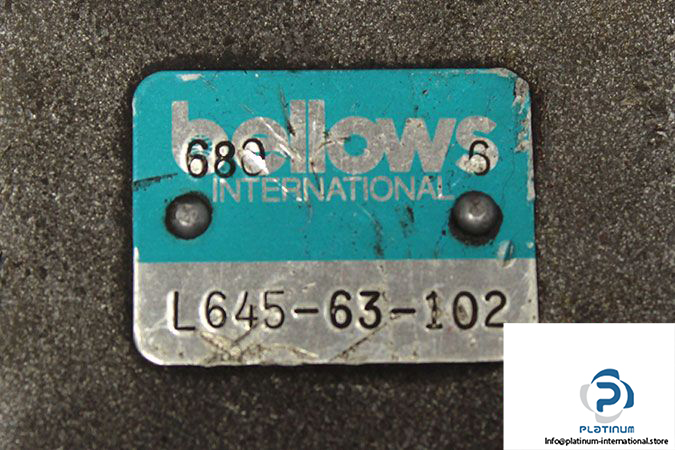 bellows
680 6
INTERNATIONAL
L645-63-102
PLATINUM
Info@platinum-international.store